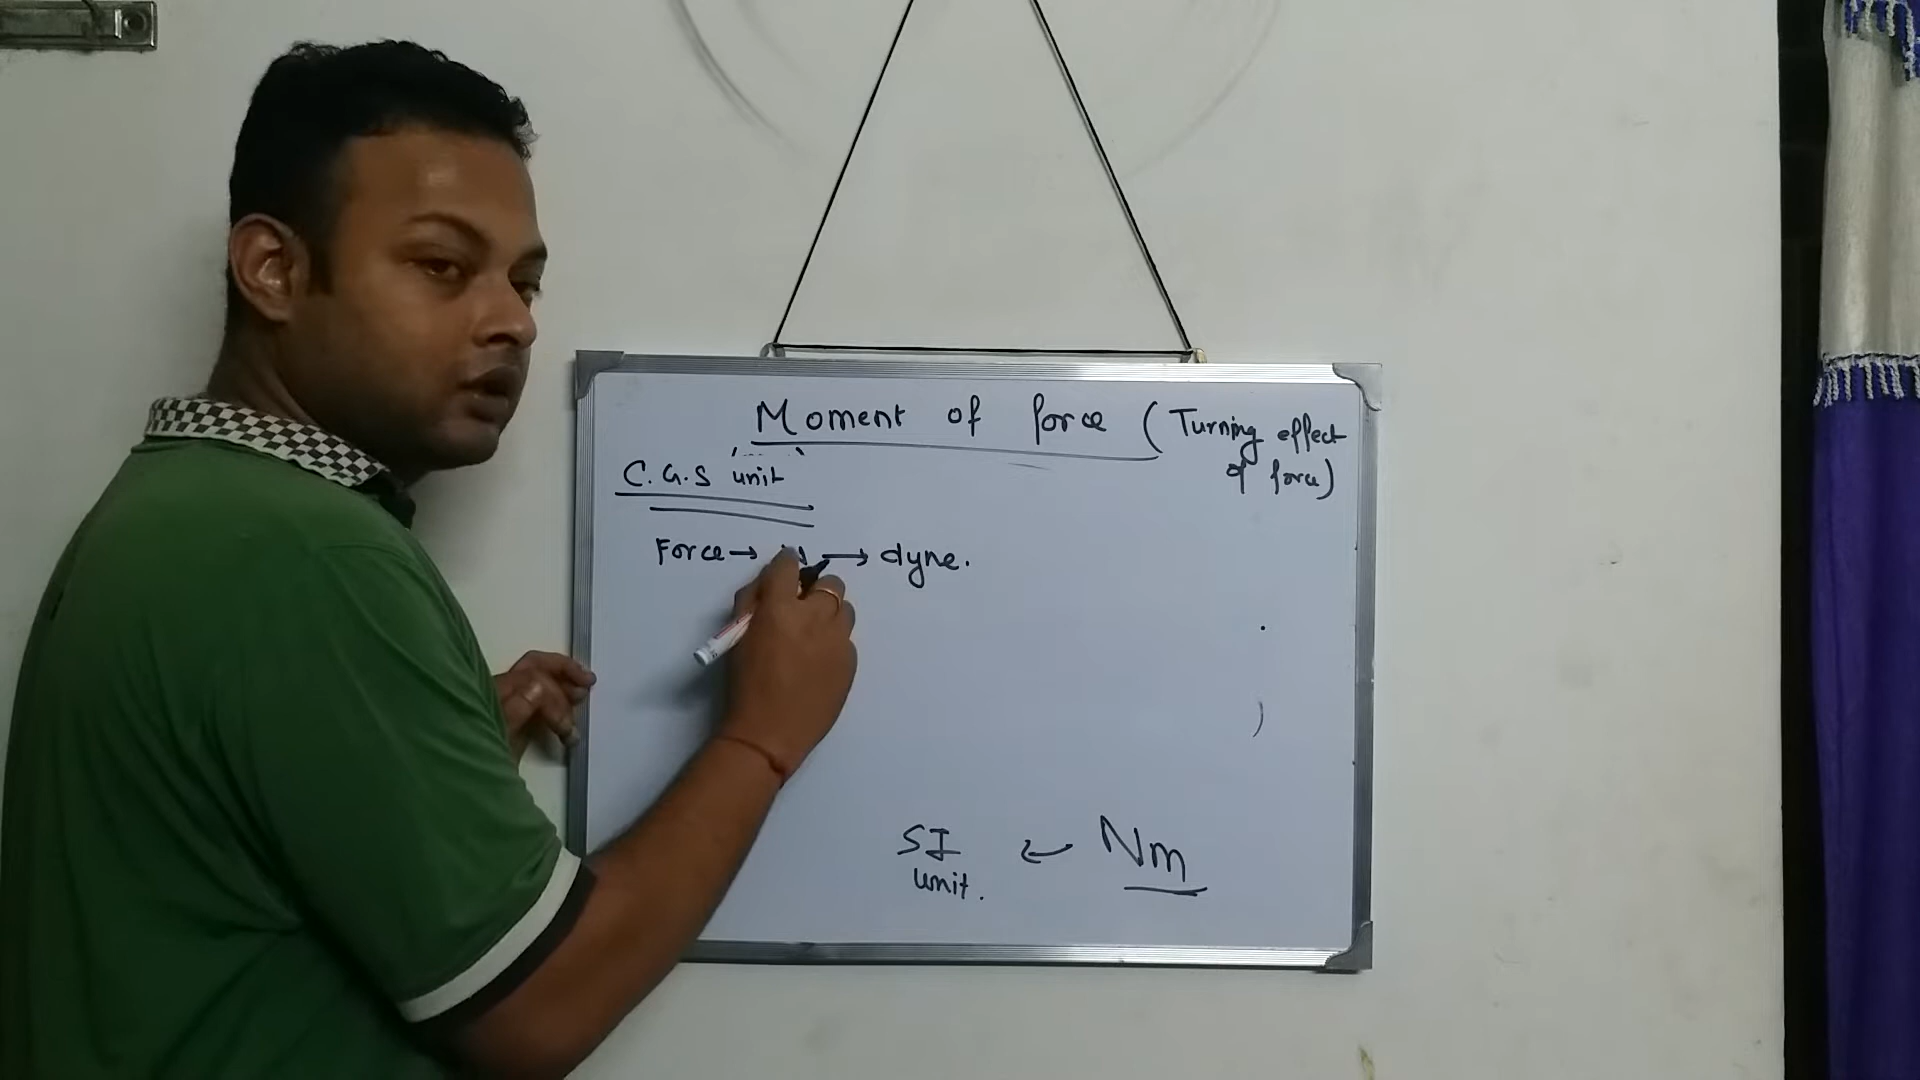 Moment of force (Turning effect
of force)
C.G.S unit
Force → → dyne.
SI ← Nm
unit.